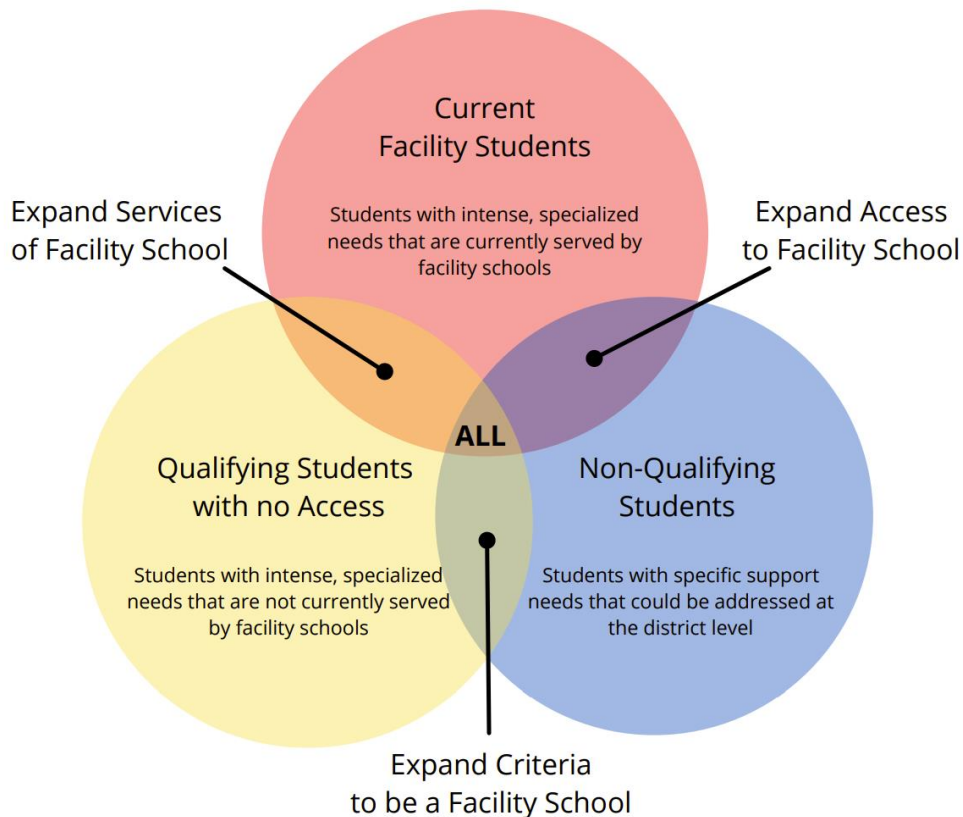 Current
Facility Students
Students with intense, specialized
needs that are currently served by
facility schools
Expand Services
of Facility School
Expand Access
to Facility School
ALL
Qualifying Students
with no Access
Students with intense, specialized
needs that are not currently served
by facility schools
Non-Qualifying
Students
Students with specific support
needs that could be addressed at
the district level
Expand Criteria
to be a Facility School